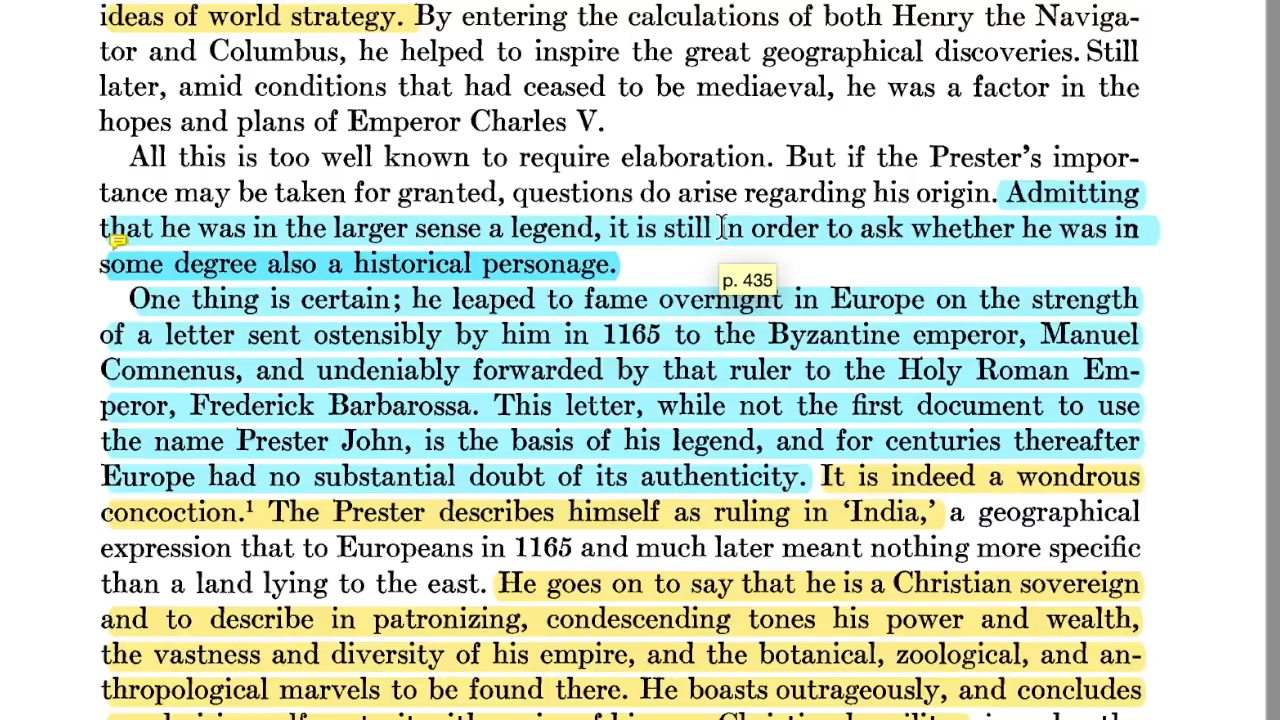 ideas of world strategy. By entering the calculations of both Henry the Naviga-
tor and Columbus, he helped to inspire the great geographical discoveries. Still
later, amid conditions that had ceased to be mediaeval, he was a factor in the
hopes and plans of Emperor Charles V.
All this is too well known to require elaboration. But if the Prester's impor-
tance may be taken for granted, questions do arise regarding his origin. Admitting
that he was in the larger sense a legend, it is still in order to ask whether he was in
some degree also a historical personage.
p. 435
One thing is certain; he leaped to fame overnight in Europe on the strength
of a letter sent ostensibly by him in 1165 to the Byzantine emperor, Manuel
Comnenus, and undeniably forwarded by that ruler to the Holy Roman Em-
peror, Frederick Barbarossa. This letter, while not the first document to use
the name Prester John, is the basis of his legend, and for centuries thereafter
Europe had no substantial doubt of its authenticity. It is indeed a wondrous
concoction.¹ The Prester describes himself as ruling in 'India,' a geographical
expression that to Europeans in 1165 and much later meant nothing more specific
than a land lying to the east. He goes on to say that he is a Christian sovereign
and to describe in patronizing, condescending tones his power and wealth,
the vastness and diversity of his empire, and the botanical, zoological, and an-
thropological marvels to be found there. He boasts outrageously, and concludes